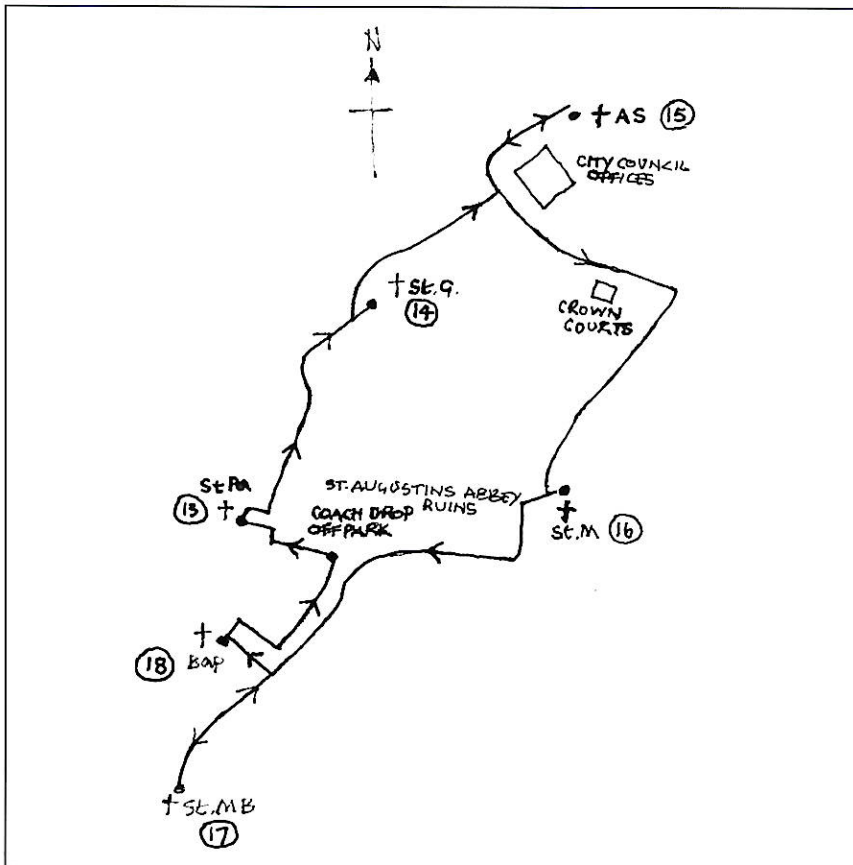 N
AS 15
CITY COUNCIL
OFFICES
St. G.
14
CROWN
COURTS
St PA
13
ST. AUGUSTINS ABBEY
RUINS
COACH DROP
OFF PARK
St. M 16
18 Bap
St. MB
17